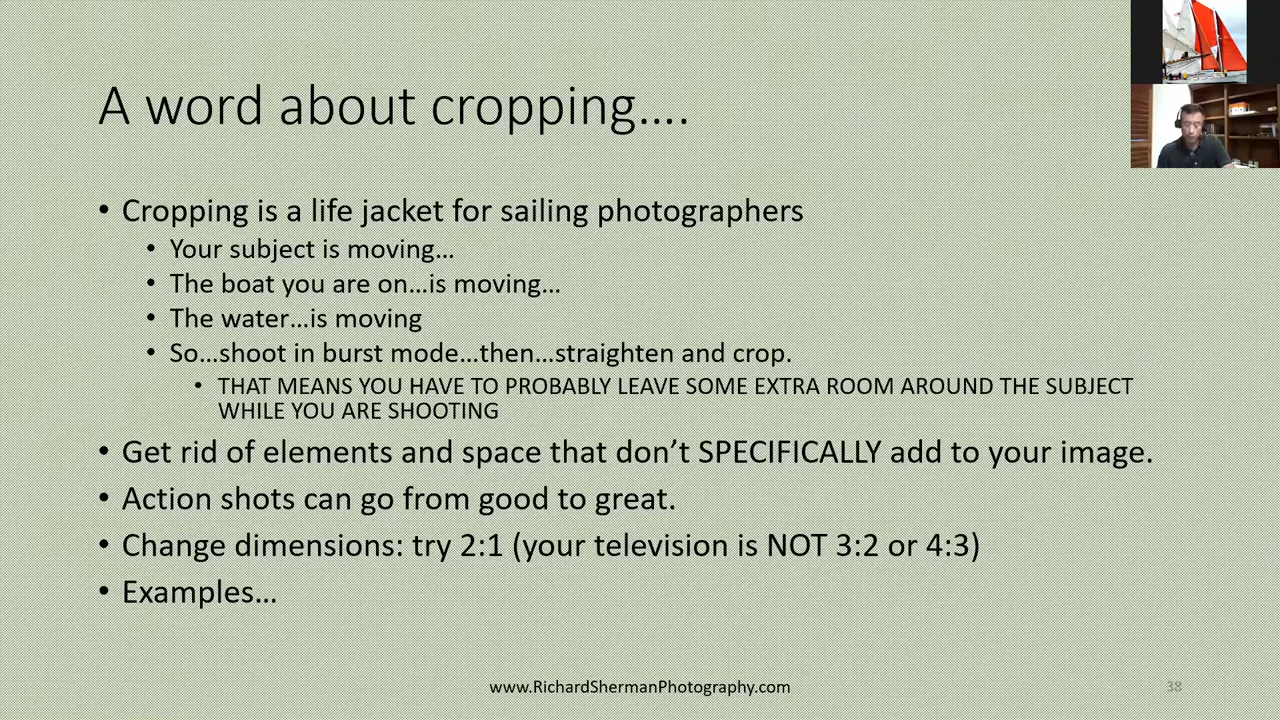 A word about cropping….
• Cropping is a life jacket for sailing photographers
• Your subject is moving…
• The boat you are on…is moving…
• The water…is moving
• So…shoot in burst mode…then…straighten and crop.
• THAT MEANS YOU HAVE TO PROBABLY LEAVE SOME EXTRA ROOM AROUND THE SUBJECT
WHILE YOU ARE SHOOTING
• Get rid of elements and space that don’t SPECIFICALLY add to your image.
• Action shots can go from good to great.
• Change dimensions: try 2:1 (your television is NOT 3:2 or 4:3)
• Examples…
www.RichardShermanPhotography.com
38